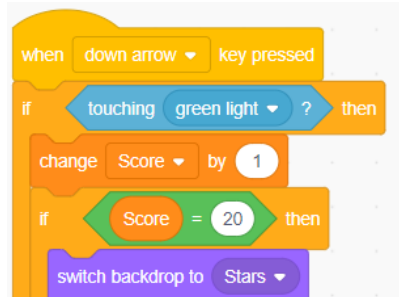 when down arrow key pressed
if touching green light ? then
change Score by 1
if Score = 20 then
switch backdrop to Stars